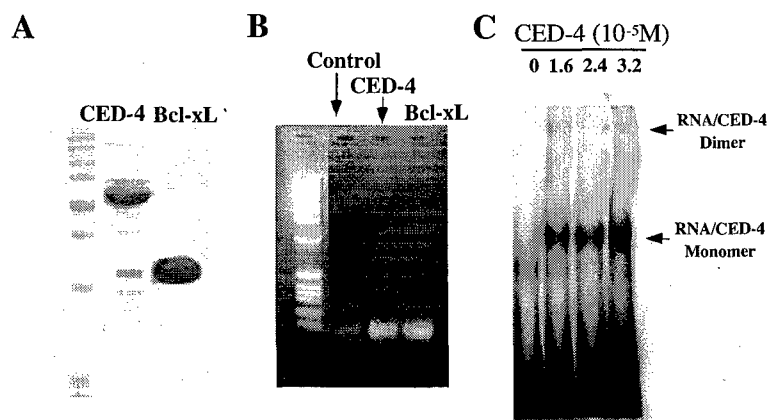 A
CED-4 Bcl-xL
B
Control
CED-4
Bcl-xL
C
CED-4 (10⁻⁵M)
0 1.6 2.4 3.2
RNA/CED-4
Dimer
RNA/CED-4
Monomer